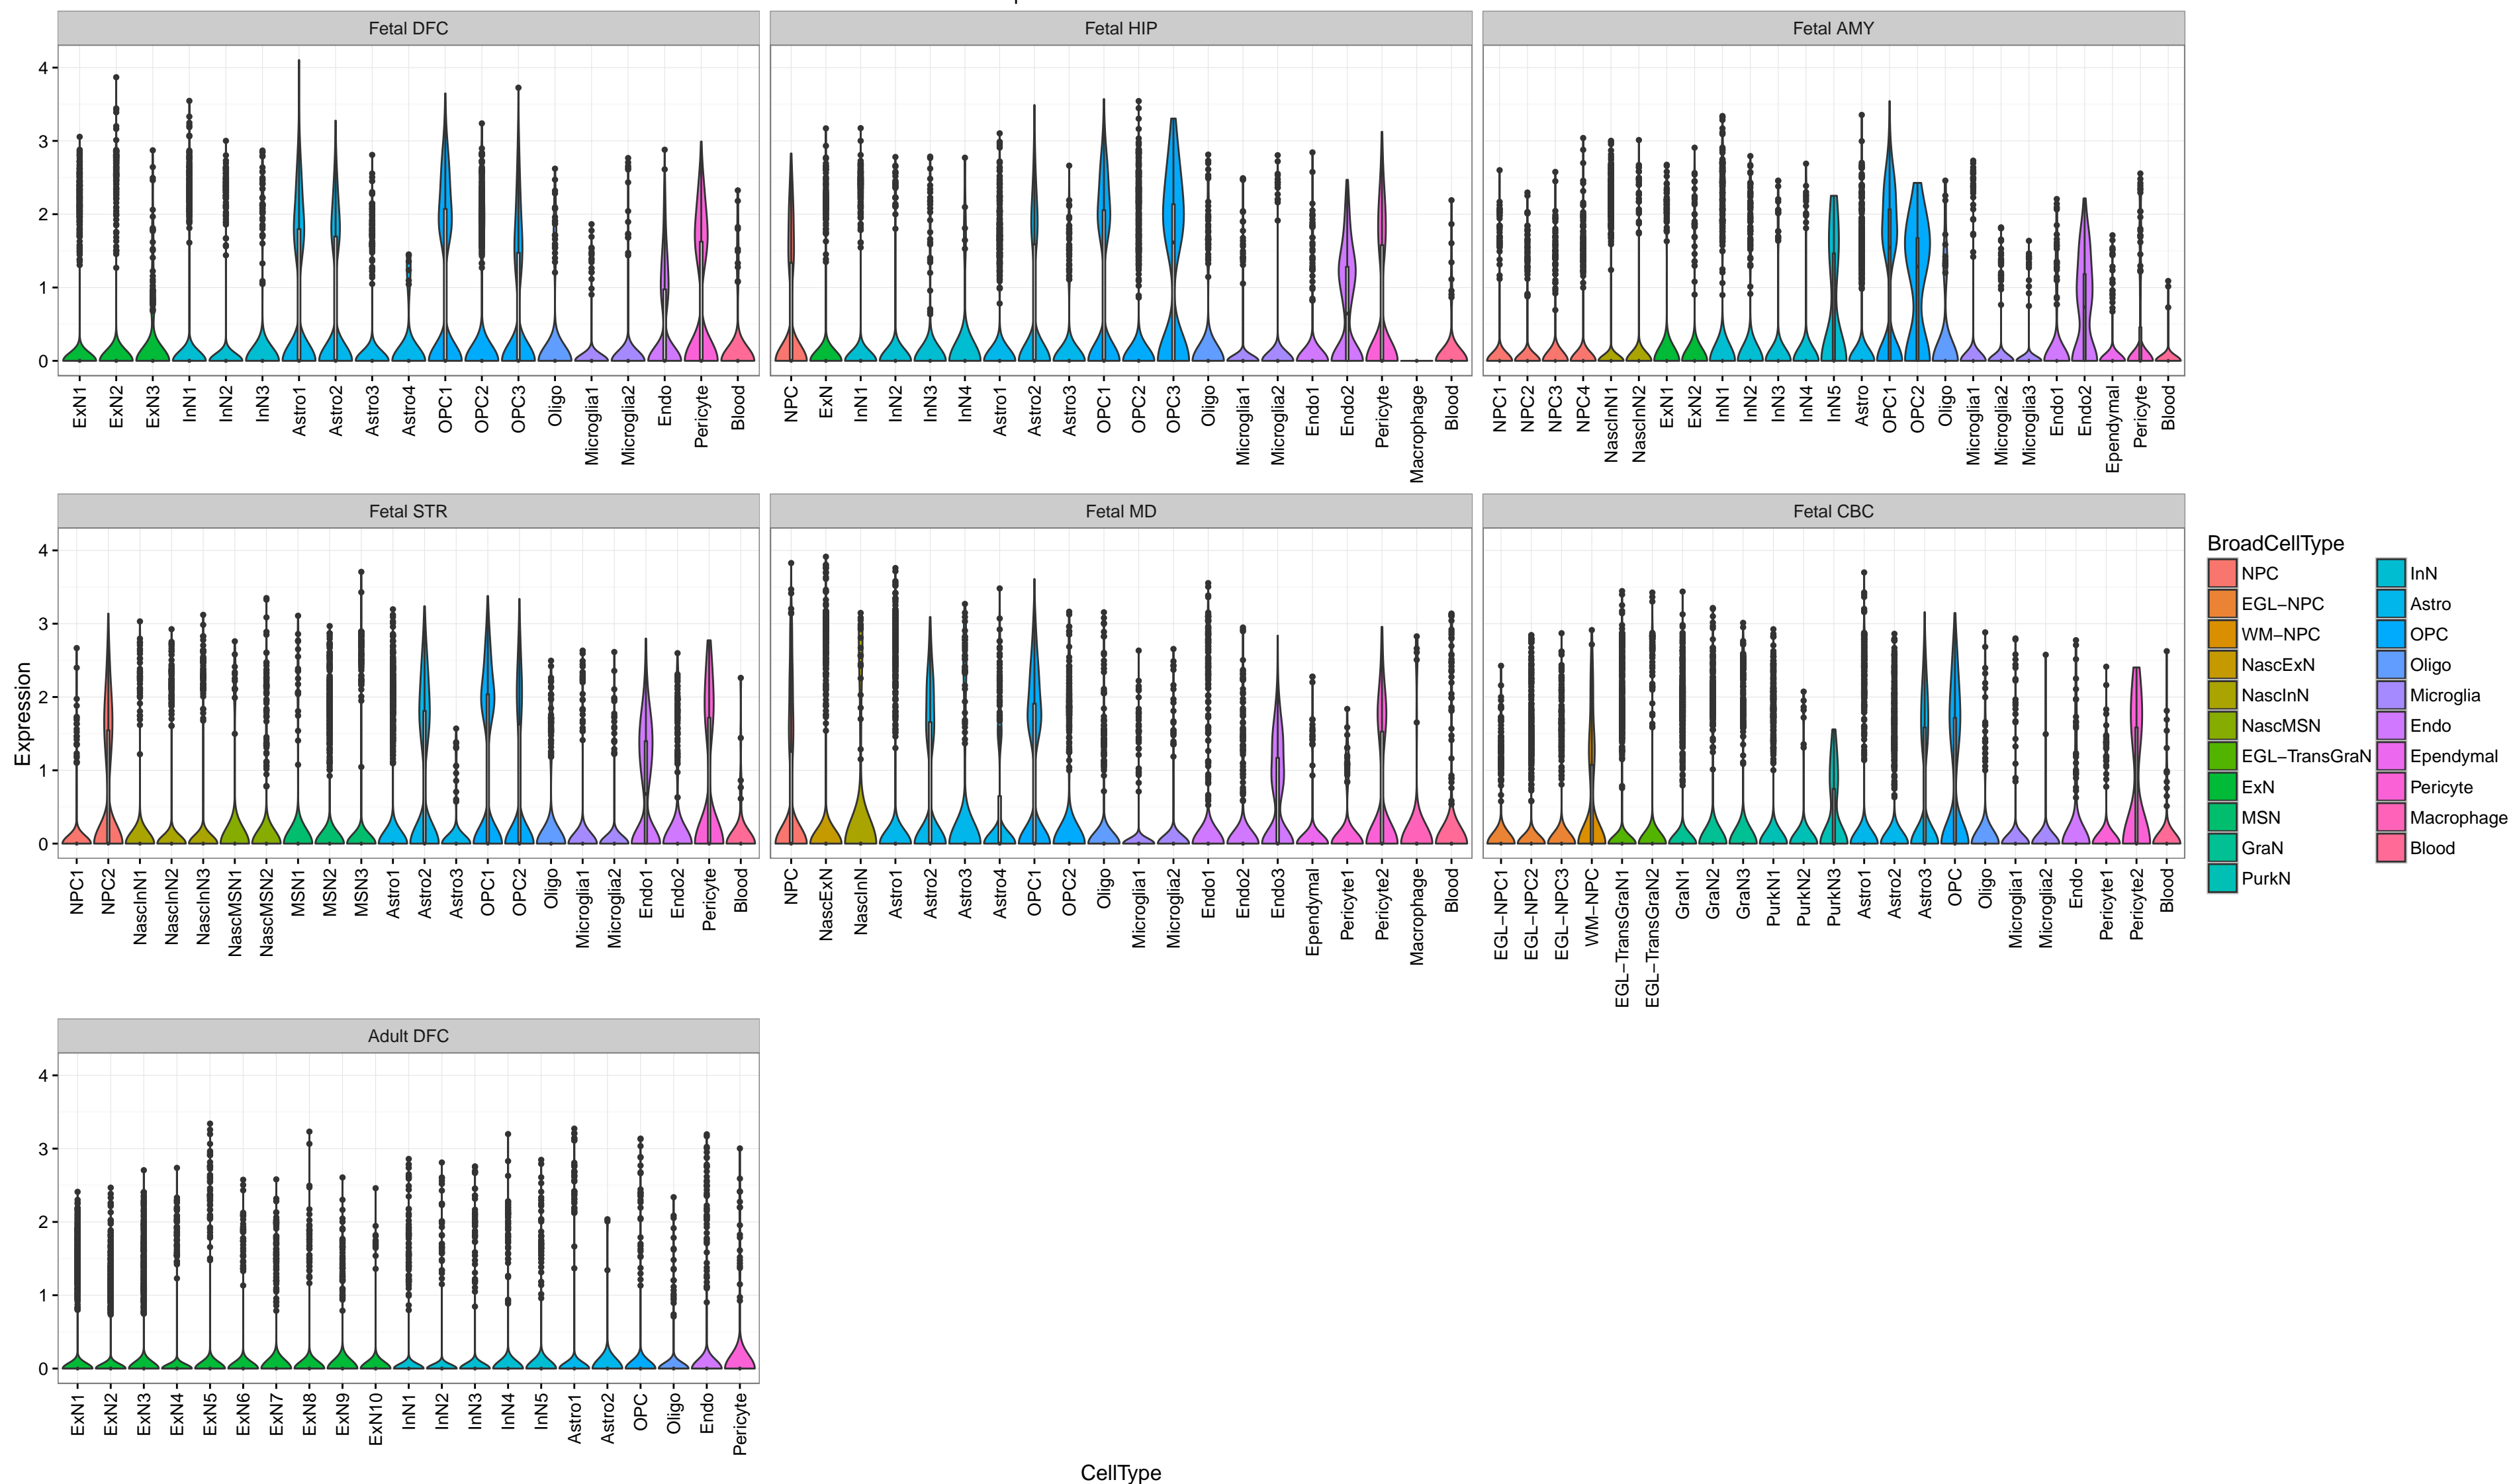 Fetal DFC Fetal HIP Fetal AMY
4
3
2
1
0
ExN1 ExN2 ExN3 InN1 InN2 InN3 Astro1 Astro2 Astro3 Astro4 OPC1 OPC2 OPC3 Oligo Microglia1 Microglia2 Endo Pericyte Blood
NPC ExN InN1 InN2 InN3 InN4 Astro1 Astro2 Astro3 OPC1 OPC2 OPC3 Oligo Microglia1 Microglia2 Endo1 Endo2 Pericyte Macrophage Blood
NPC1 NPC2 NPC3 NPC4 NascInN1 NascInN2 ExN1 ExN2 InN1 InN2 InN3 InN4 InN5 Astro OPC1 OPC2 Oligo Microglia1 Microglia2 Microglia3 Endo1 Endo2 Ependymal Pericyte Blood
Fetal STR Fetal MD Fetal CBC
4
3
2
1
0
Expression
NPC1 NPC2 NascInN1 NascInN2 NascInN3 NascMSN1 NascMSN2 MSN1 MSN2 MSN3 Astro1 Astro2 Astro3 OPC1 OPC2 Oligo Microglia1 Microglia2 Endo1 Endo2 Pericyte Blood
NPC NascExN NascInN Astro1 Astro2 Astro3 Astro4 OPC1 OPC2 Oligo Microglia1 Microglia2 Endo1 Endo2 Endo3 Ependymal Pericyte1 Pericyte2 Macrophage Blood
EGL−NPC1 EGL−NPC2 EGL−NPC3 WM−NPC EGL−TransGraN1 EGL−TransGraN2 GraN1 GraN2 GraN3 PurkN1 PurkN2 PurkN3 Astro1 Astro2 Astro3 OPC Oligo Microglia1 Microglia2 Endo Pericyte1 Pericyte2 Blood
BroadCellType
NPC InN
EGL−NPC Astro
WM−NPC OPC
NascExN Oligo
NascInN Microglia
NascMSN Endo
EGL−TransGraN Ependymal
ExN Pericyte
MSN Macrophage
GraN Blood
PurkN
Adult DFC
4
3
2
1
0
ExN1 ExN2 ExN3 ExN4 ExN5 ExN6 ExN7 ExN8 ExN9 ExN10 InN1 InN2 InN3 InN4 InN5 Astro1 Astro2 OPC Oligo Endo Pericyte
CellType